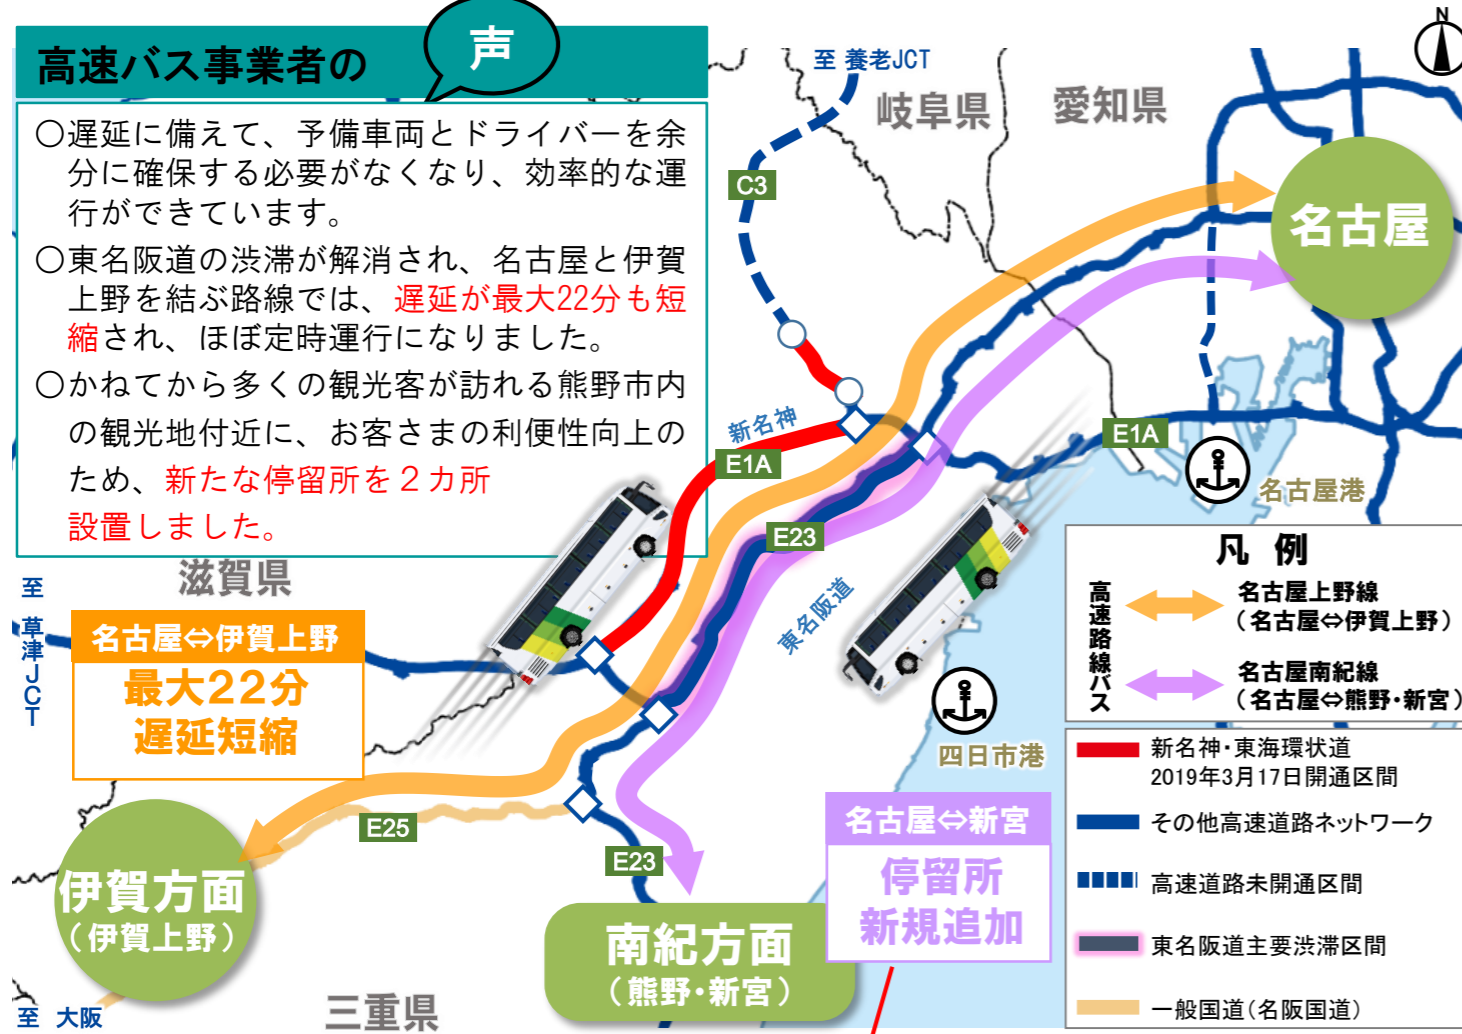 高速バス事業者の
声
○遅延に備えて、予備車両とドライバーを余
分に確保する必要がなくなり、効率的な運
行ができています。
○東名阪道の渋滞が解消され、名古屋と伊賀
上野を結ぶ路線では、遅延が最大22分も短
縮され、ほぼ定時運行になりました。
○かねてから多くの観光客が訪れる熊野市内
の観光地付近に、お客さまの利便性向上の
ため、新たな停留所を２カ所
設置しました。
至 養老JCT
岐阜県
愛知県
N
C3
名古屋
新名神
E1A
E1A
名古屋港
E23
東名阪道
滋賀県
至 草津JCT
名古屋⇔伊賀上野
最大22分
遅延短縮
四日市港
E25
E23
名古屋⇔新宮
停留所
新規追加
伊賀方面
（伊賀上野）
南紀方面
（熊野・新宮）
至 大阪
三重県
凡 例
高速路線バス
名古屋上野線
（名古屋⇔伊賀上野）
名古屋南紀線
（名古屋⇔熊野・新宮）
新名神・東海環状道
2019年3月17日開通区間
その他高速道路ネットワーク
高速道路未開通区間
東名阪道主要渋滞区間
一般国道（名阪国道）